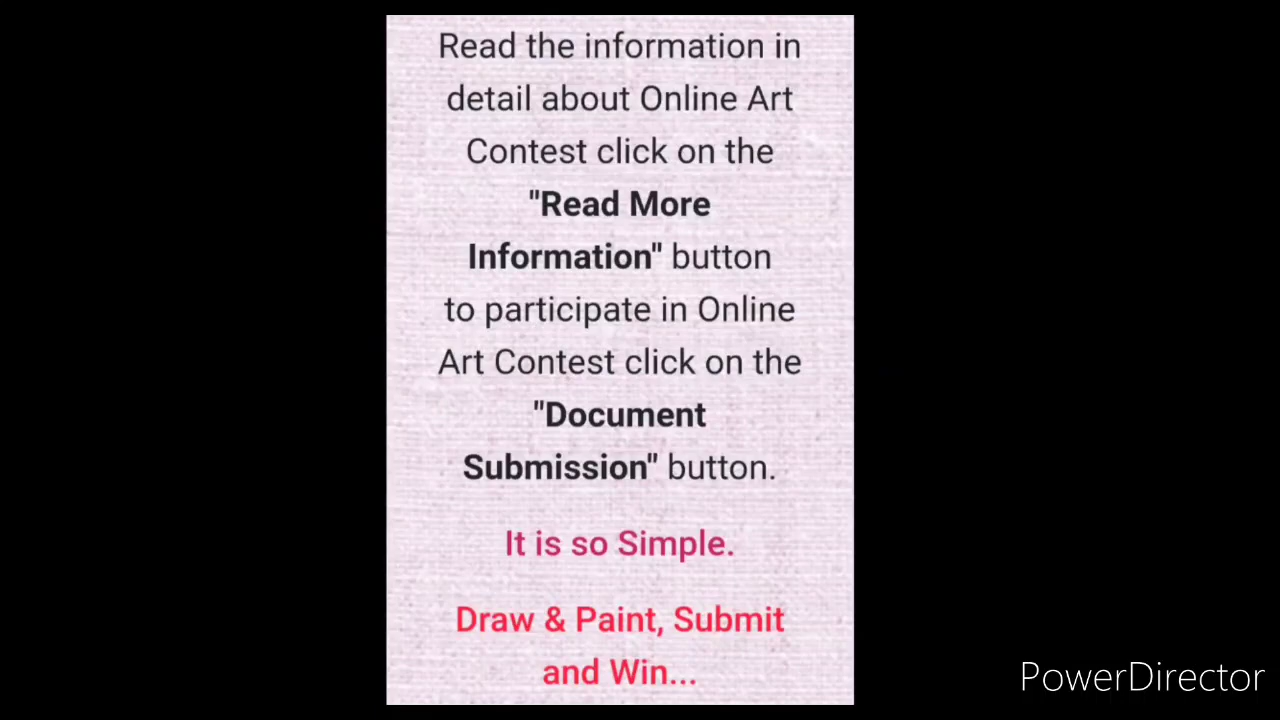 Read the information in
detail about Online Art
Contest click on the
"Read More
Information" button
to participate in Online
Art Contest click on the
"Document
Submission" button.
It is so Simple.
Draw & Paint, Submit
and Win...
PowerDirector